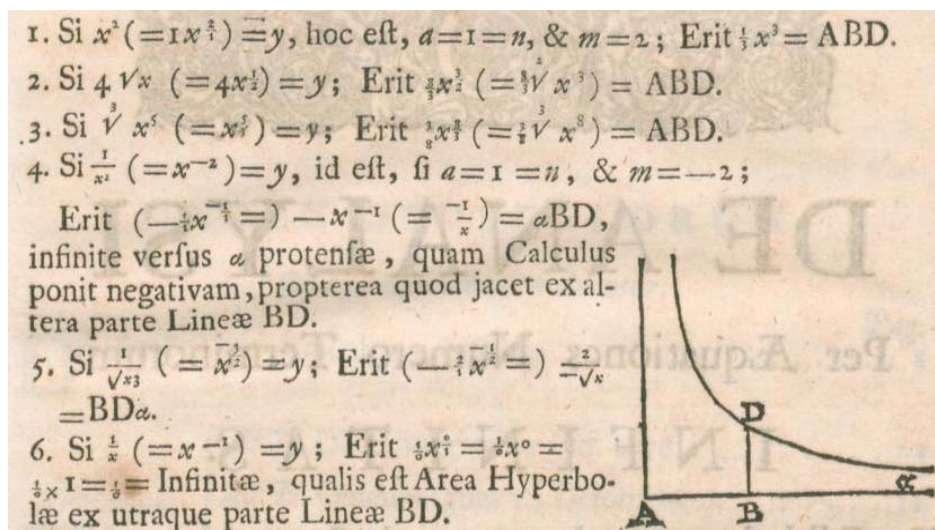 1. Si x² (=1x^{2/1}) = y, hoc eſt, a=1=n, & m=2; Erit ⅓x³ = ABD.
2. Si 4√x (=4x^{1/2}) = y; Erit 8/3x^{3/2} (=8/3√²x³) = ABD.
3. Si √³x⁵ (=x^{5/3}) = y; Erit 3/8x^{8/3} (=3/8√³x⁸) = ABD.
4. Si 1/x² (=x⁻²) = y, id eſt, ſi a=1=n, & m=—2;
Erit (—1/1x^{-1/1}=) —x⁻¹ (= -1/x) = αBD,
infinite verſus α protenſæ, quam Calculus
ponit negativam, propterea quod jacet ex al-
tera parte Lineæ BD.
5. Si 1/√x3 (=x^{-3/2}) = y; Erit (—2/1x^{-1/2}=) -2/√x
=BDα.
6. Si 1/x (=x⁻¹) = y; Erit 1/0x^{0/1} = 1/0x⁰ =
1/0 × 1 = 1/0 = Infinitæ, qualis eſt Area Hyperbo-
læ ex utraque parte Lineæ BD.
D
α
A B